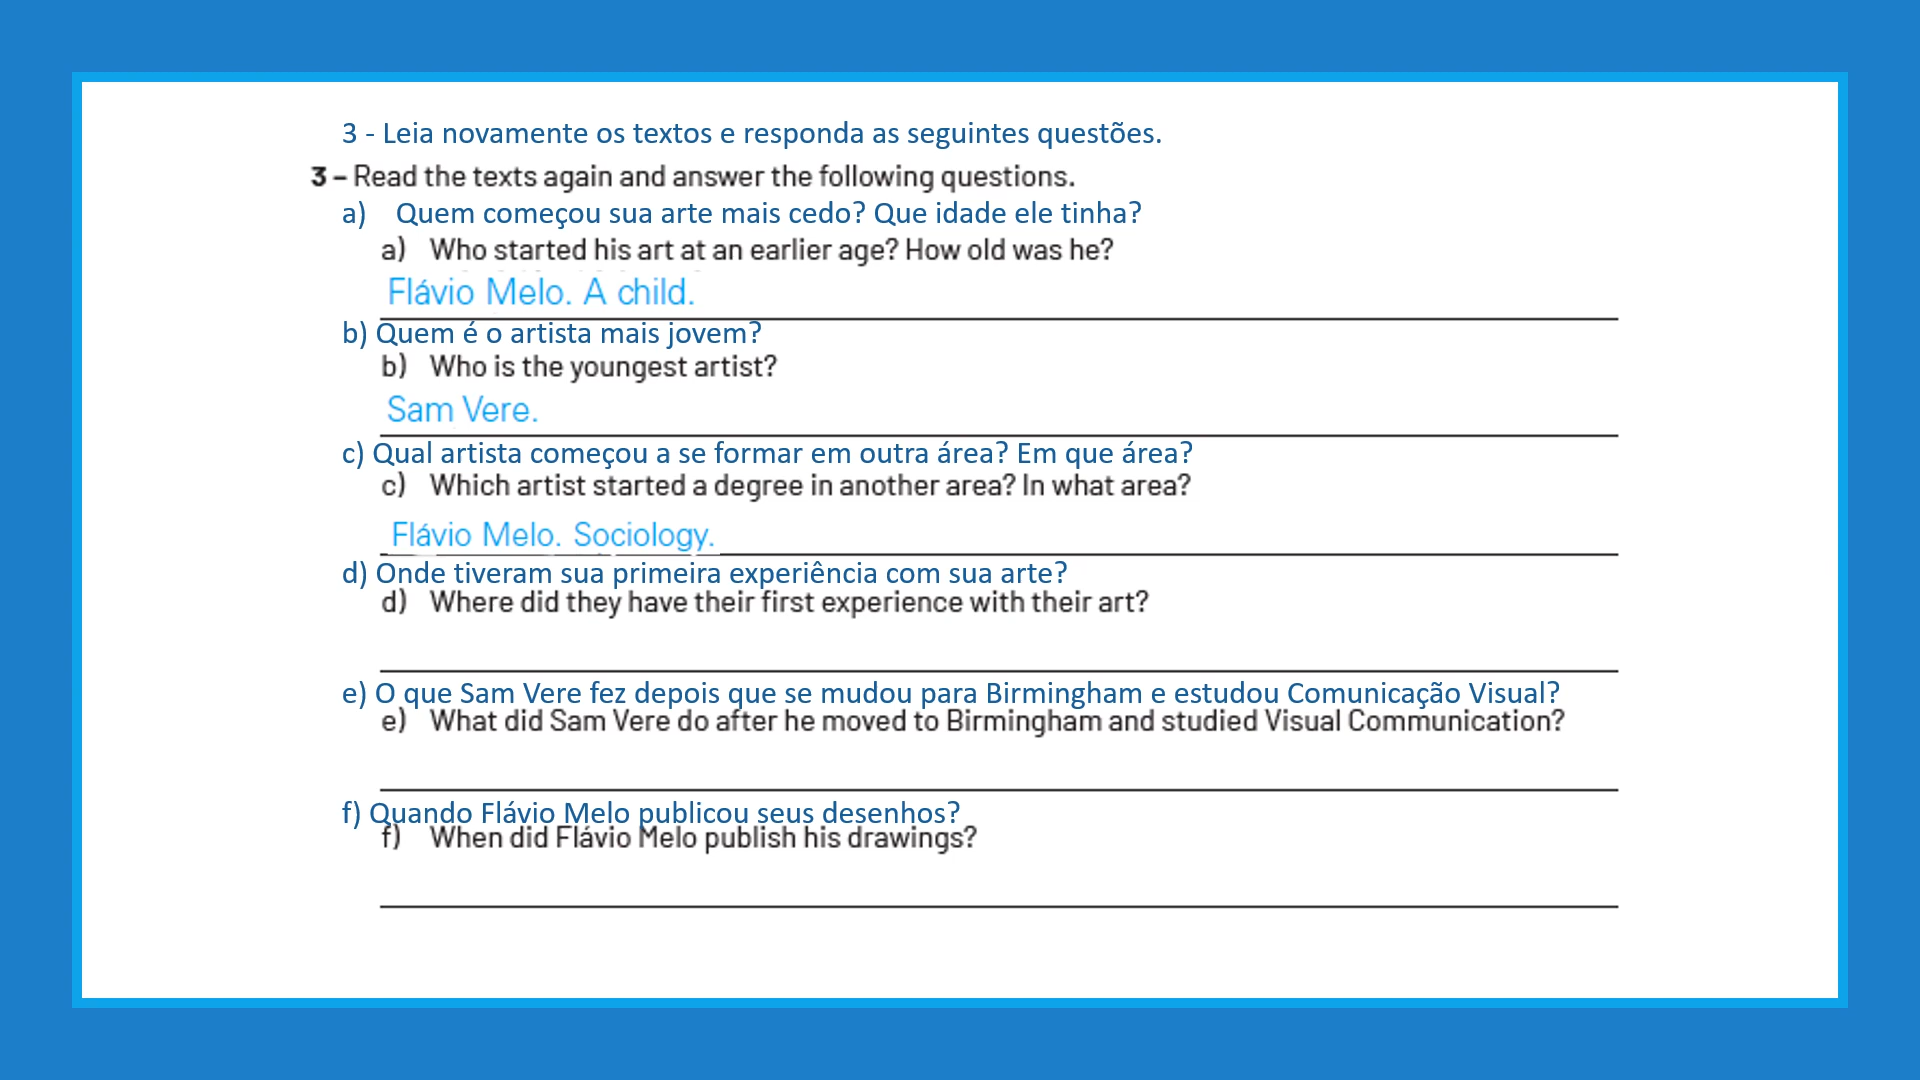 3 - Leia novamente os textos e responda as seguintes questões.
3 – Read the texts again and answer the following questions.
a) Quem começou sua arte mais cedo? Que idade ele tinha?
a) Who started his art at an earlier age? How old was he?
Flávio Melo. A child.
b) Quem é o artista mais jovem?
b) Who is the youngest artist?
Sam Vere.
c) Qual artista começou a se formar em outra área? Em que área?
c) Which artist started a degree in another area? In what area?
Flávio Melo. Sociology.
d) Onde tiveram sua primeira experiência com sua arte?
d) Where did they have their first experience with their art?
e) O que Sam Vere fez depois que se mudou para Birmingham e estudou Comunicação Visual?
e) What did Sam Vere do after he moved to Birmingham and studied Visual Communication?
f) Quando Flávio Melo publicou seus desenhos?
f) When did Flávio Melo publish his drawings?